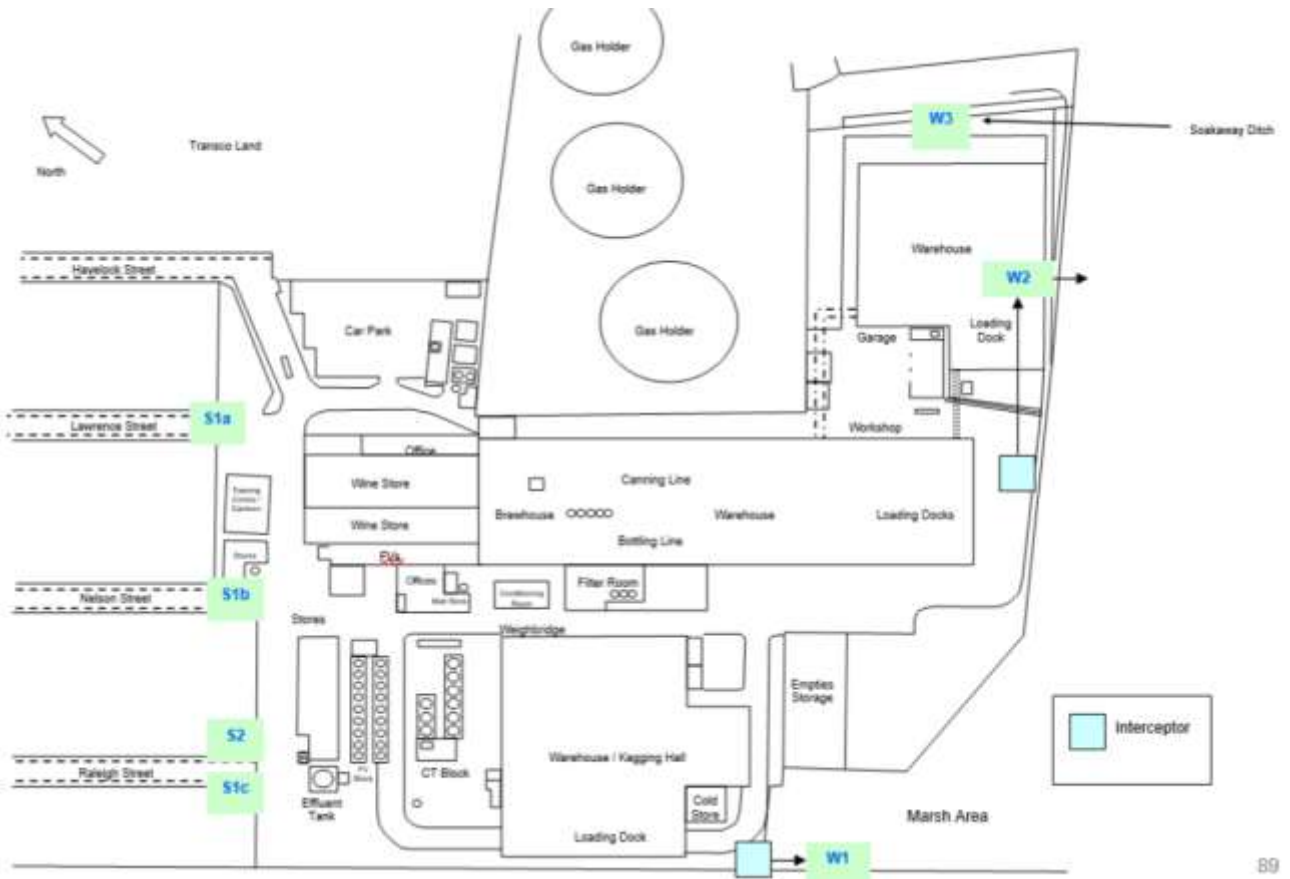 Gas Holder
W3
Soakaway Ditch
Transco Land
North
Gas Holder
Warehouse
Havelock Street
W2
Car Park
Gas Holder
Garage
Loading
Dock
S1a
Lawrence Street
Workshop
Office
Wine Store
Canning Line
Brewhouse
Warehouse
Loading Docks
Wine Store
Bottling Line
Stores
Offices
Filter Room
S1b
Nelson Street
Stores
Weighbridge
Empties
Storage
Interceptor
S2
Raleigh Street
S1c
CT Block
Warehouse / Kegging Hall
Effluent
Tank
Cold
Store
Marsh Area
Loading Dock
W1
89